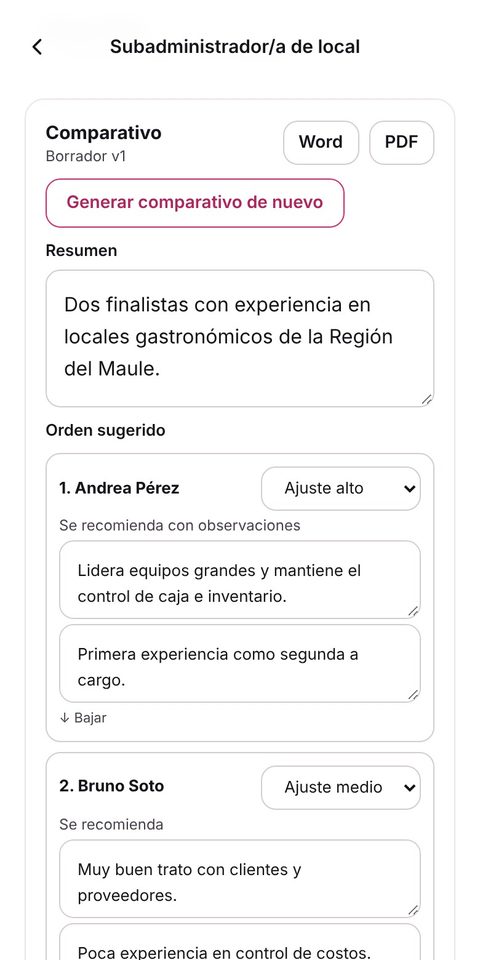 Subadministrador/a de local
Comparativo
Borrador v1
Word
PDF
Generar comparativo de nuevo
Resumen
Dos finalistas con experiencia en
locales gastronómicos de la Región
del Maule.
Orden sugerido
1. Andrea Pérez
Ajuste alto
Se recomienda con observaciones
Lidera equipos grandes y mantiene el
control de caja e inventario.
Primera experiencia como segunda a
cargo.
↓ Bajar
2. Bruno Soto
Ajuste medio
Se recomienda
Muy buen trato con clientes y
proveedores.
Poca experiencia en control de costos.